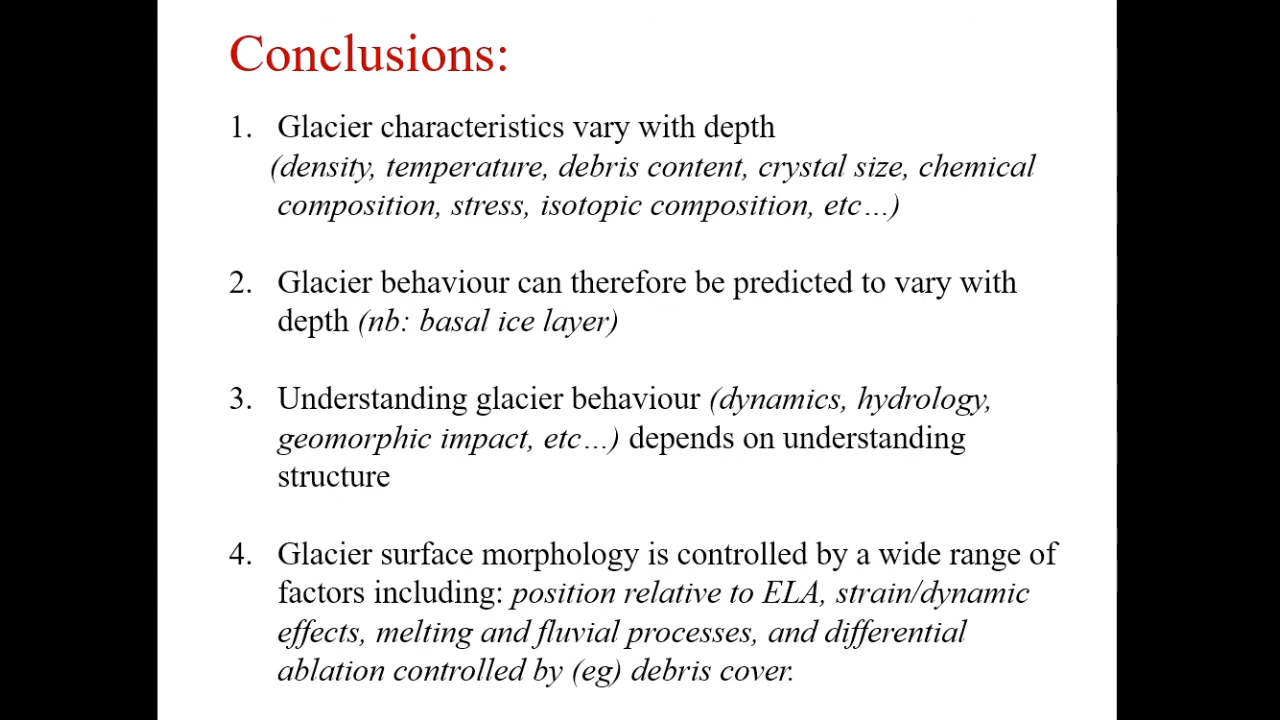 Conclusions:
1. Glacier characteristics vary with depth
(density, temperature, debris content, crystal size, chemical
composition, stress, isotopic composition, etc…)
2. Glacier behaviour can therefore be predicted to vary with
depth (nb: basal ice layer)
3. Understanding glacier behaviour (dynamics, hydrology,
geomorphic impact, etc…) depends on understanding
structure
4. Glacier surface morphology is controlled by a wide range of
factors including: position relative to ELA, strain/dynamic
effects, melting and fluvial processes, and differential
ablation controlled by (eg) debris cover.